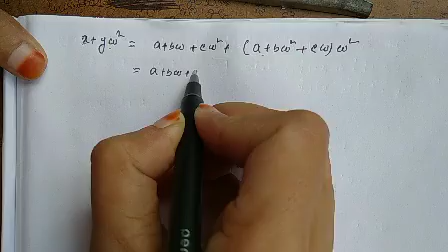 x + yω² = a + bω + cω² + (a + bω² + cω) ω²
= a + bω +